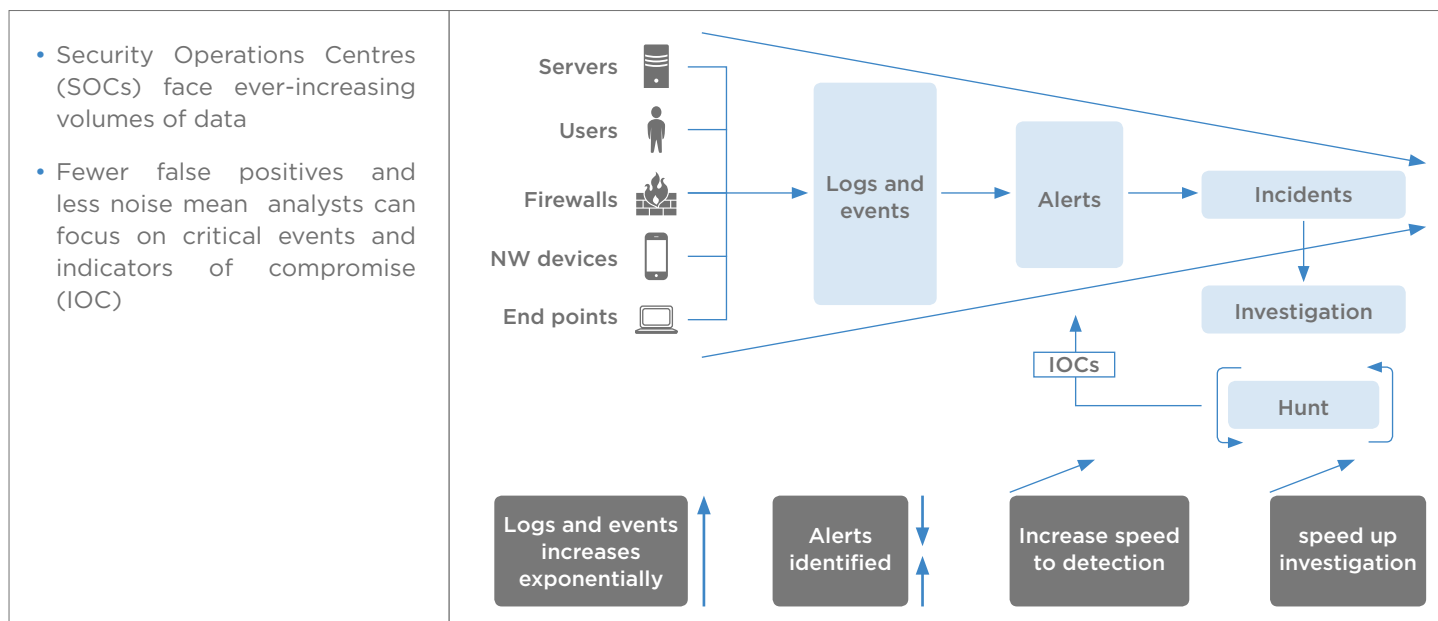 • Security Operations Centres
(SOCs) face ever-increasing
volumes of data
• Fewer false positives and
less noise mean analysts can
focus on critical events and
indicators of compromise
(IOC)
Servers
Users
Firewalls
NW devices
End points
Logs and
events
Alerts
Incidents
Investigation
IOCs
Hunt
Logs and events
increases
exponentially
Alerts
identified
Increase speed
to detection
speed up
investigation